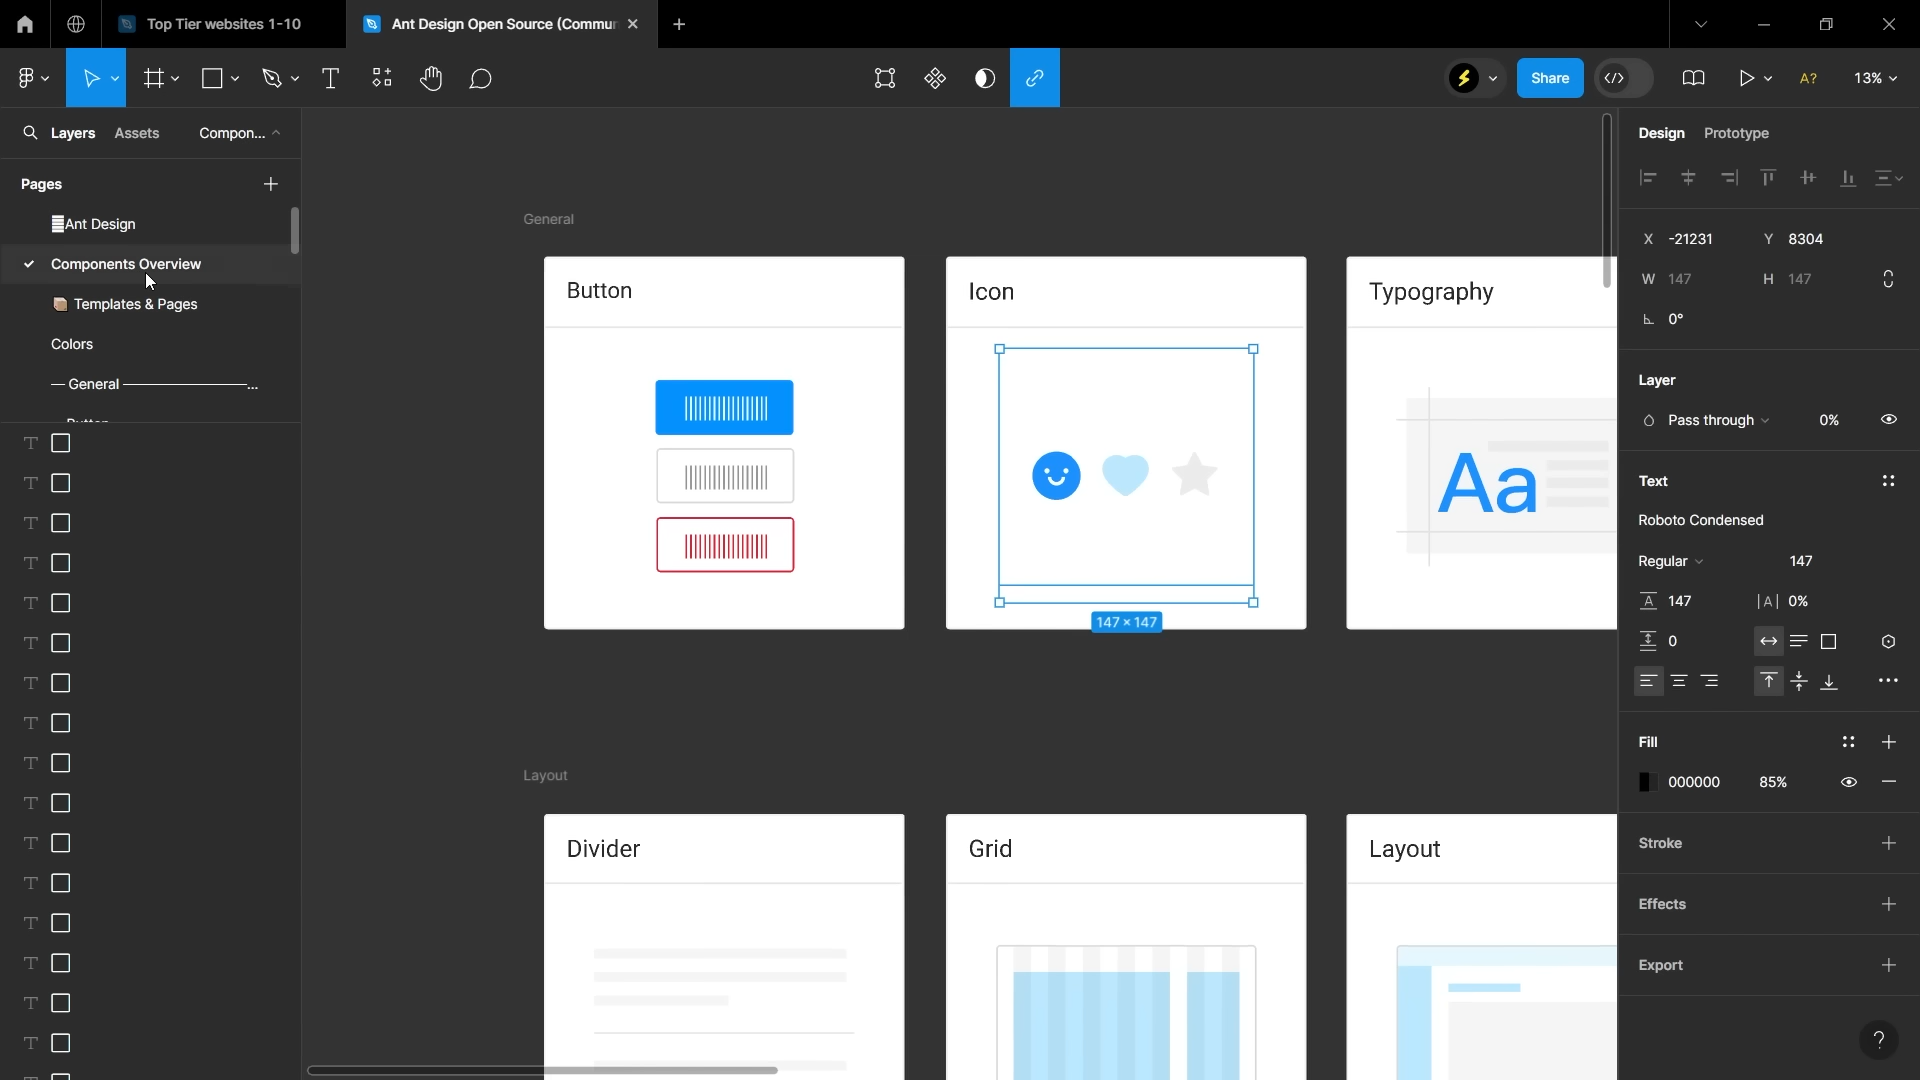 Top Tier websites 1-10
Ant Design Open Source (Commu
Share
A?
13%
Layers
Assets
Compon...
Design
Prototype
Pages
Ant Design
Components Overview
Templates & Pages
Colors
— General ——————————...
General
Button
Icon
Typography
Aa
147 × 147
Layout
Divider
Grid
Layout
X -21231
Y 8304
W 147
H 147
0°
Layer
Pass through
0%
Text
Roboto Condensed
Regular
147
147
|A| 0%
0
Fill
000000
85%
Stroke
Effects
Export
?